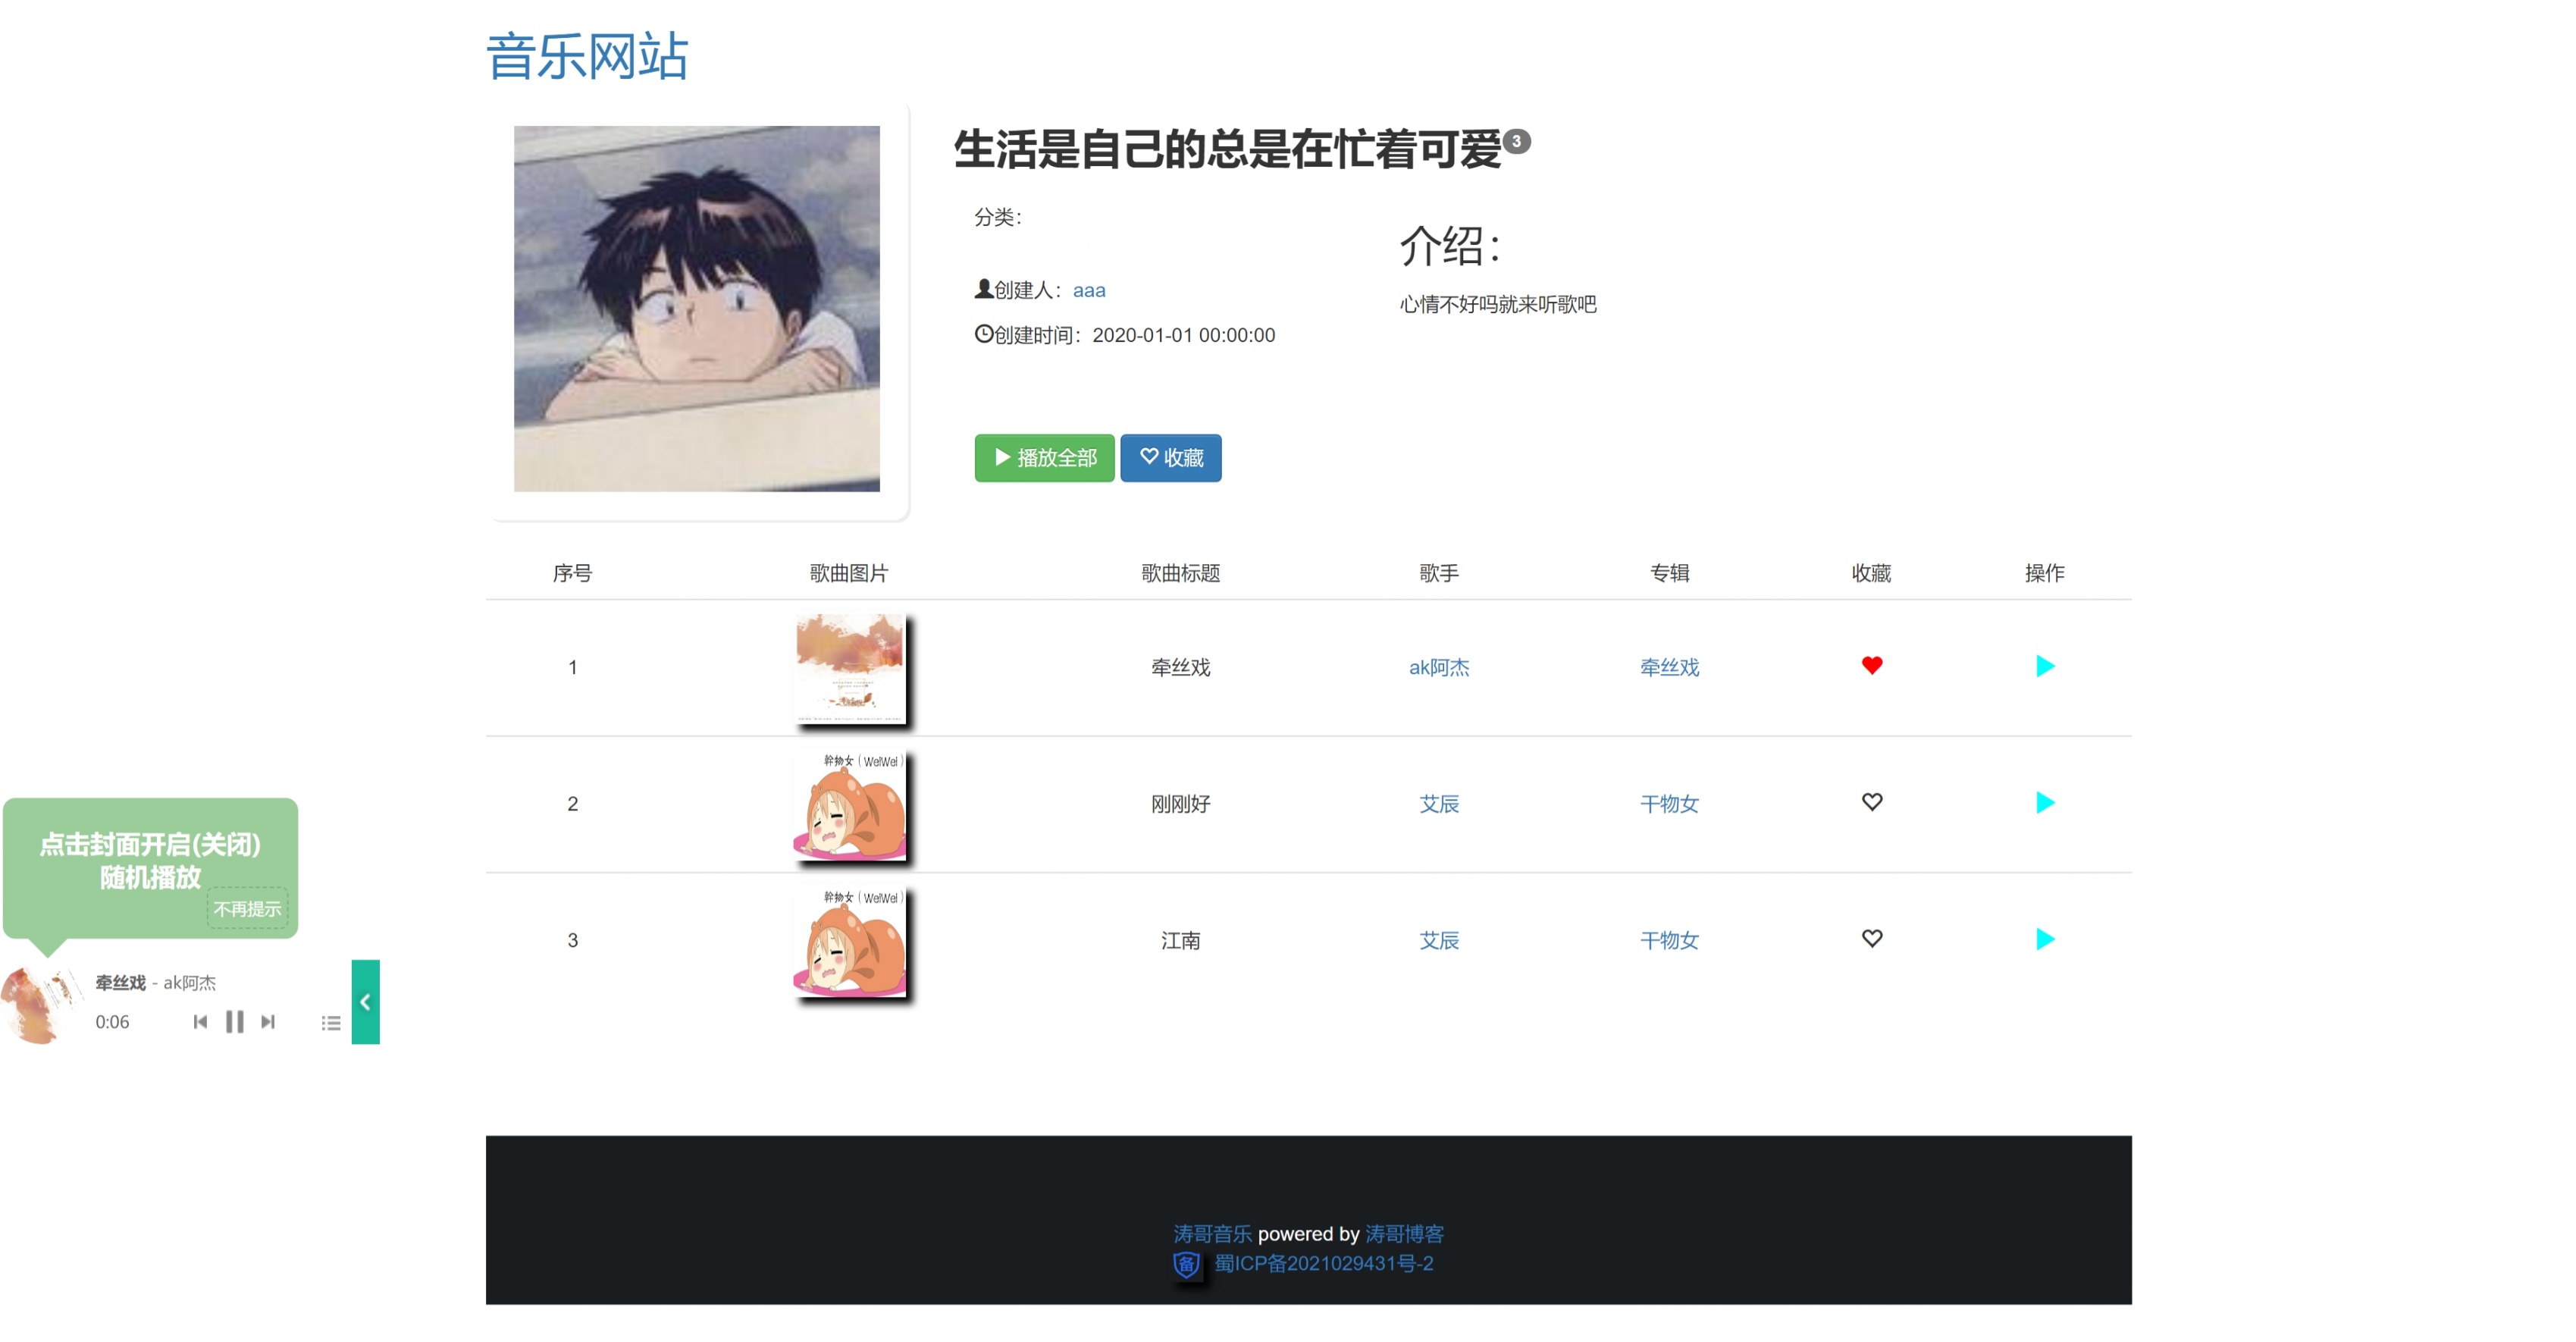 音乐网站
生活是自己的总是在忙着可爱3
分类：
创建人：aaa
创建时间：2020-01-01 00:00:00
介绍：
心情不好吗就来听歌吧
播放全部 收藏
序号 歌曲图片 歌曲标题 歌手 专辑 收藏 操作
1 牵丝戏 ak阿杰 牵丝戏
幹物女（WeiWei）
2 刚刚好 艾辰 干物女
幹物女（WeiWei）
3 江南 艾辰 干物女
点击封面开启(关闭)
随机播放
不再提示
牵丝戏 - ak阿杰
0:06
涛哥音乐 powered by 涛哥博客
备 蜀ICP备2021029431号-2